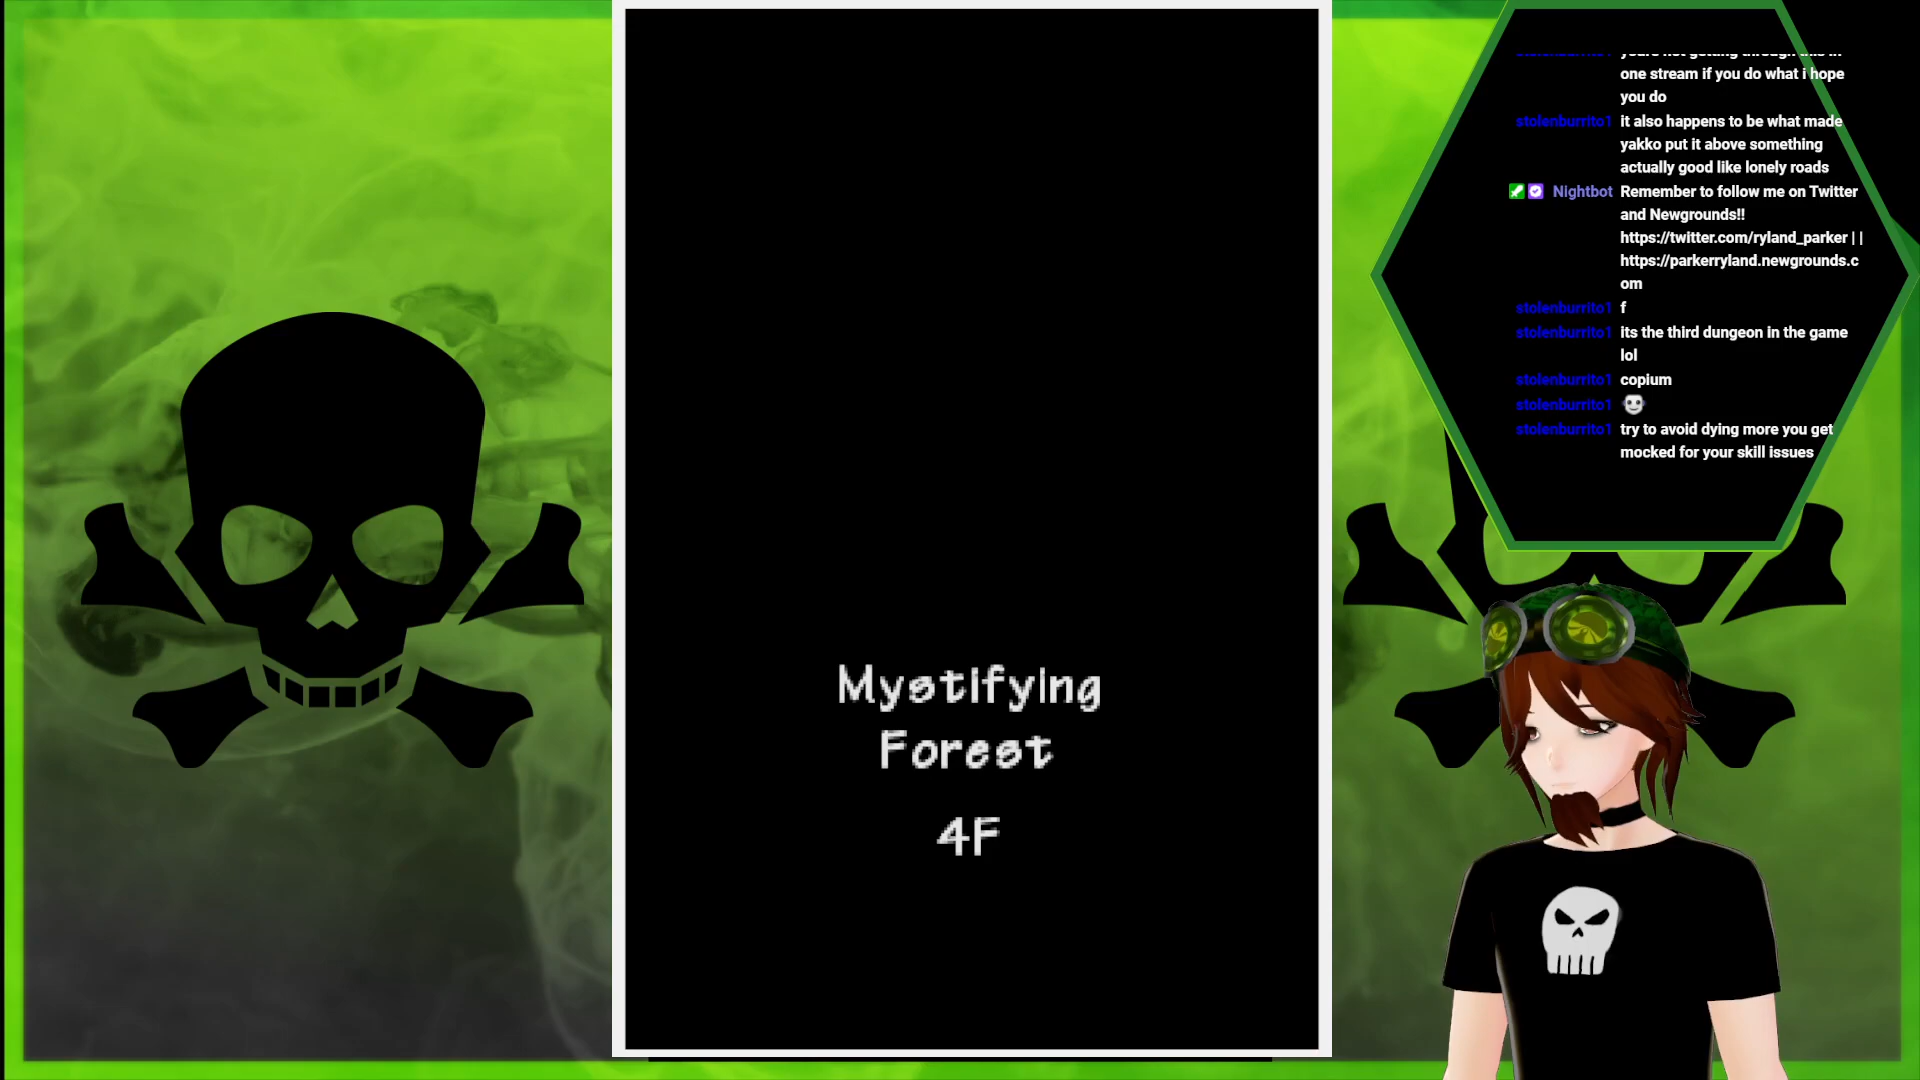 Mystifying
Forest
4F
one stream if you do what i hope
you do
stolenburrito1 it also happens to be what made
yakko put it above something
actually good like lonely roads
Nightbot Remember to follow me on Twitter
and Newgrounds!!
https://twitter.com/ryland_parker | |
https://parkerryland.newgrounds.c
om
stolenburrito1 f
stolenburrito1 its the third dungeon in the game
lol
stolenburrito1 copium
stolenburrito1
stolenburrito1 try to avoid dying more you get
mocked for your skill issues